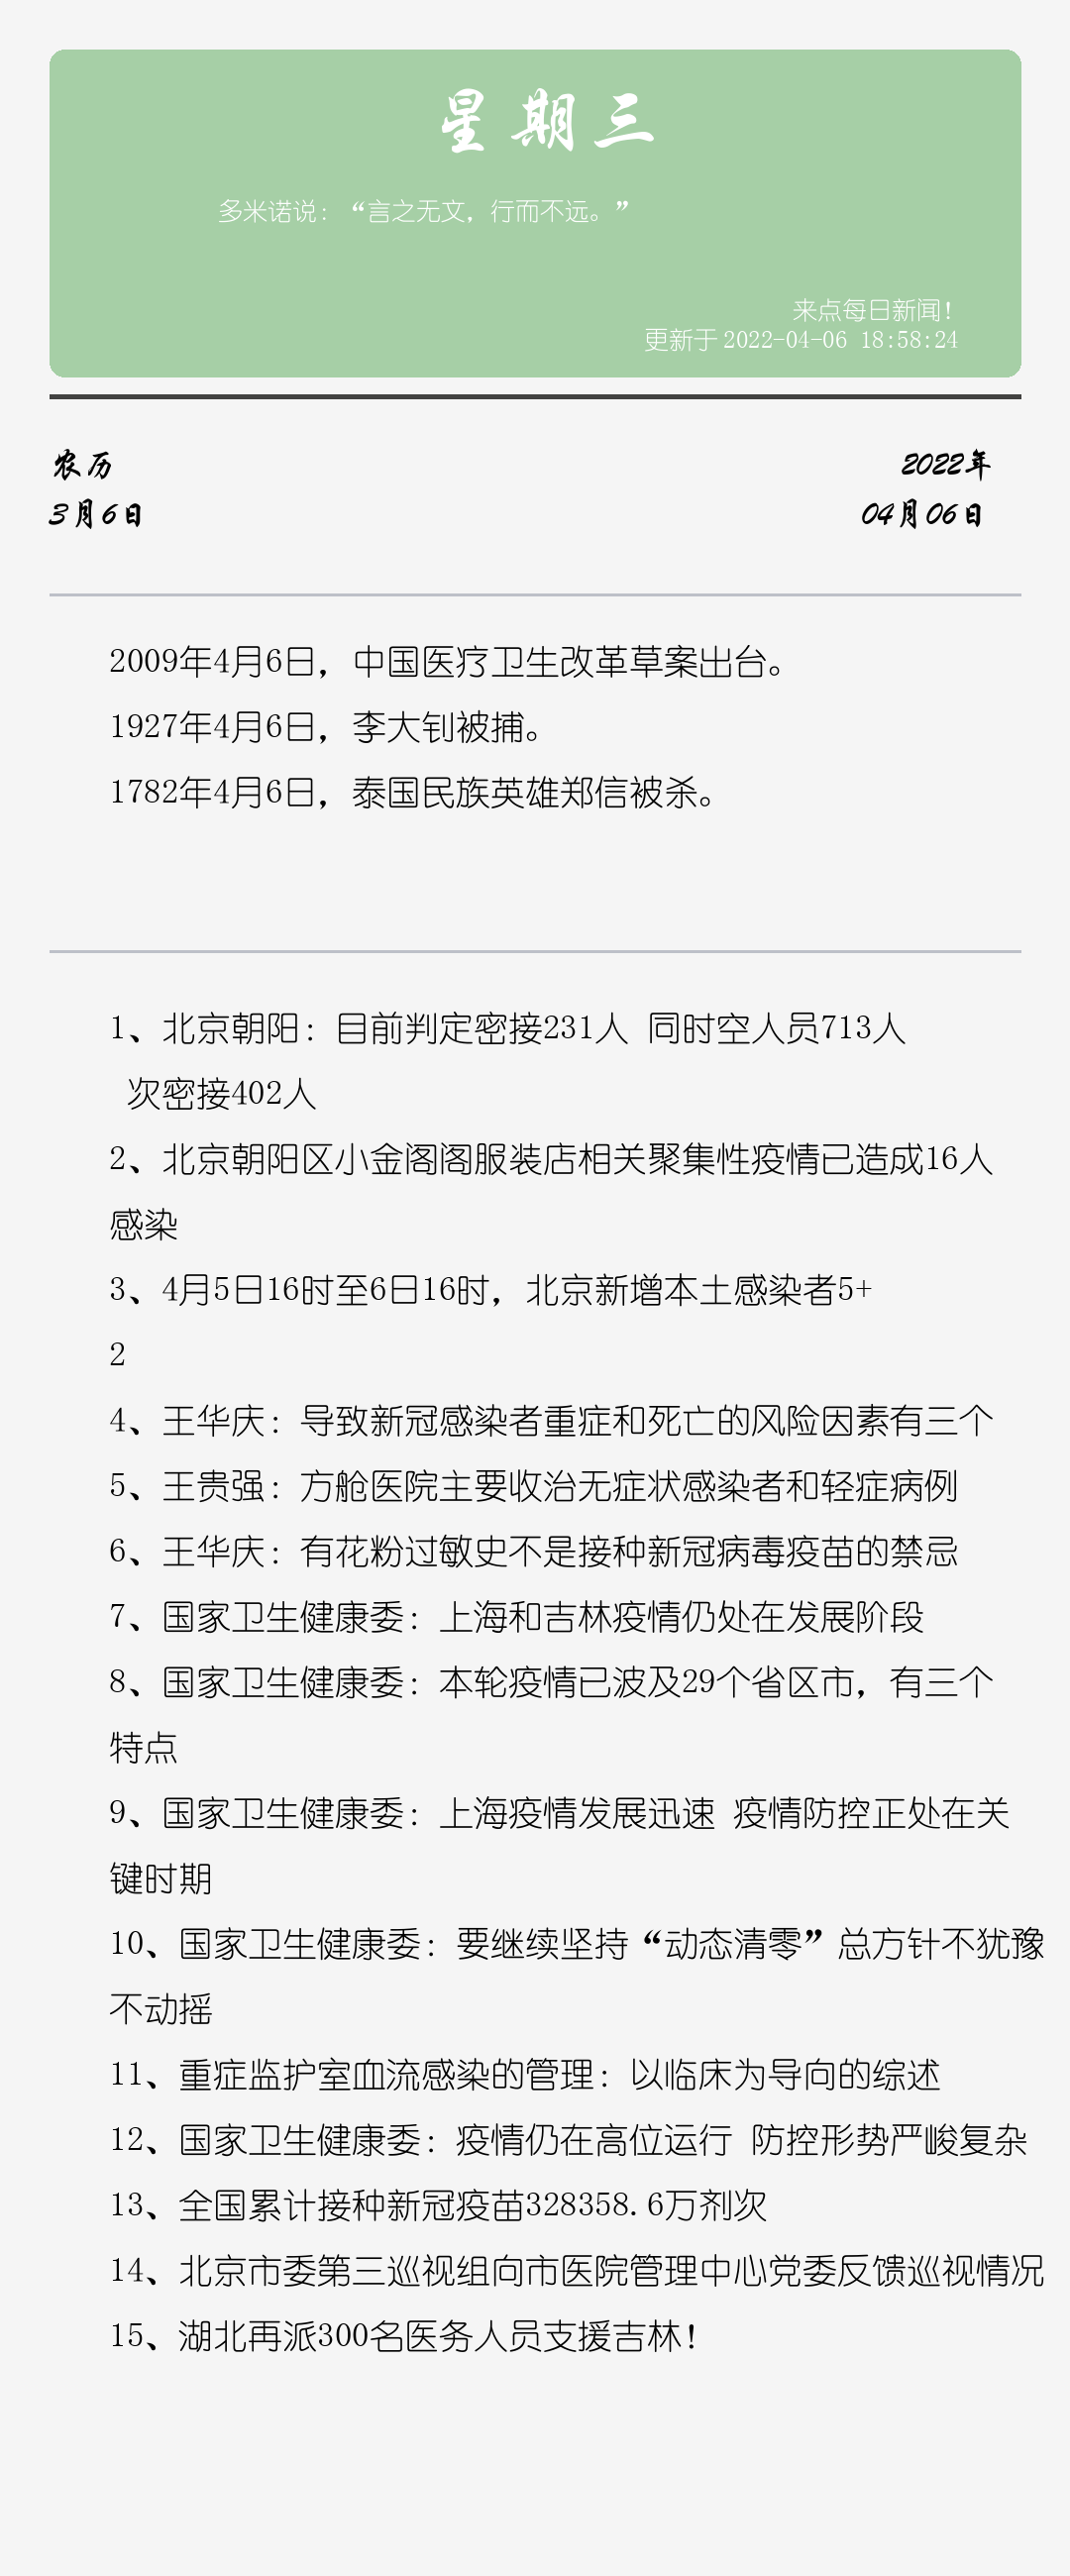 星期三
多米诺说：“言之无文，行而不远。”
来点每日新闻！
更新于 2022-04-06 18:58:24
农历
2022年
3月6日
04月06日
2009年4月6日，中国医疗卫生改革草案出台。
1927年4月6日，李大钊被捕。
1782年4月6日，泰国民族英雄郑信被杀。
1、北京朝阳：目前判定密接231人 同时空人员713人
次密接402人
2、北京朝阳区小金阁阁服装店相关聚集性疫情已造成16人
感染
3、4月5日16时至6日16时，北京新增本土感染者5+
2
4、王华庆：导致新冠感染者重症和死亡的风险因素有三个
5、王贵强：方舱医院主要收治无症状感染者和轻症病例
6、王华庆：有花粉过敏史不是接种新冠病毒疫苗的禁忌
7、国家卫生健康委：上海和吉林疫情仍处在发展阶段
8、国家卫生健康委：本轮疫情已波及29个省区市，有三个
特点
9、国家卫生健康委：上海疫情发展迅速 疫情防控正处在关
键时期
10、国家卫生健康委：要继续坚持“动态清零”总方针不犹豫
不动摇
11、重症监护室血流感染的管理：以临床为导向的综述
12、国家卫生健康委：疫情仍在高位运行 防控形势严峻复杂
13、全国累计接种新冠疫苗328358.6万剂次
14、北京市委第三巡视组向市医院管理中心党委反馈巡视情况
15、湖北再派300名医务人员支援吉林！